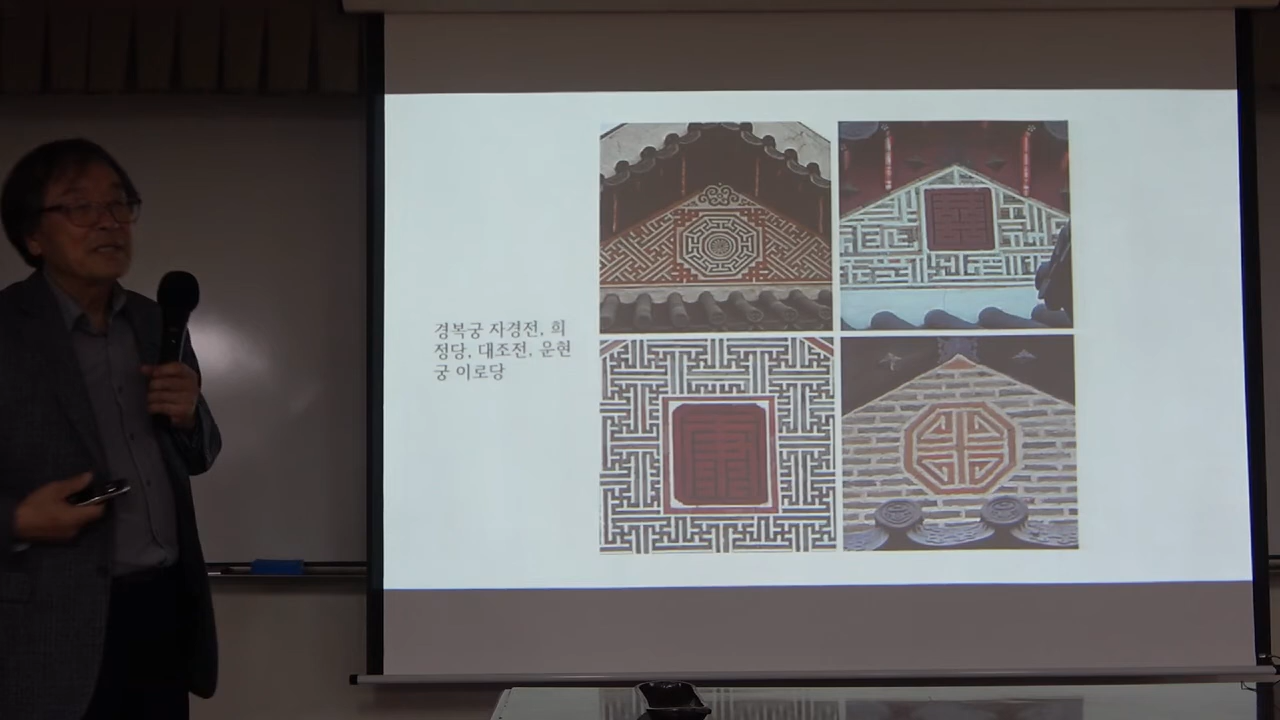 경복궁 자경전, 희
정당, 대조전, 운현
궁 이로당